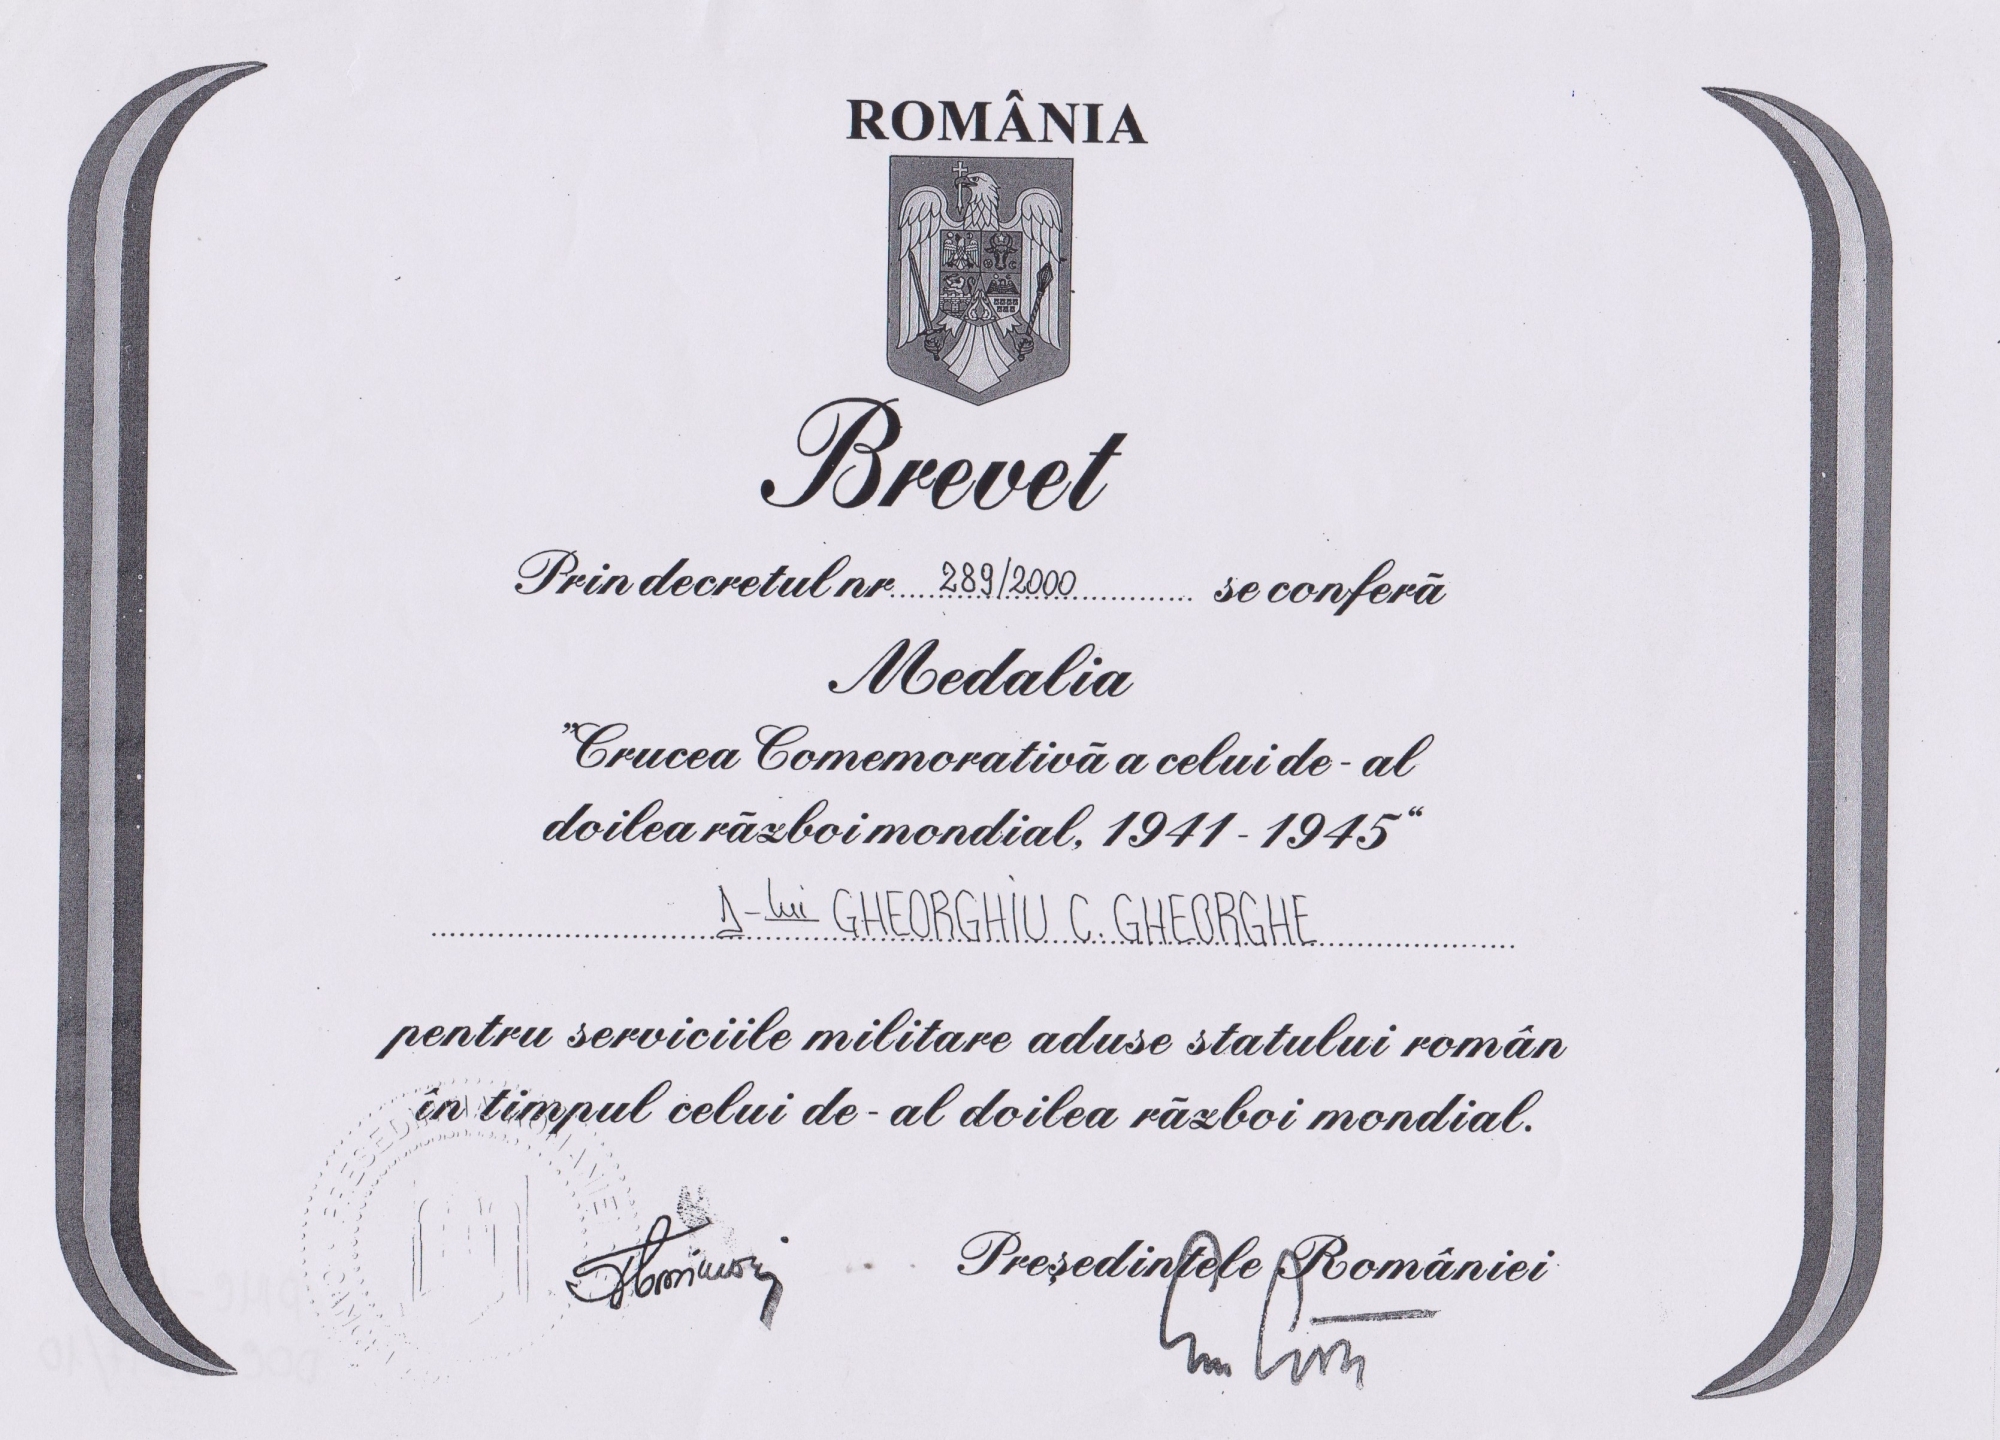 ROMÂNIA
Brevet
Prin decretul nr.... 289/2000 ............ se conferă
Medalia
"Crucea Comemorativă a celui de - al
doilea război mondial, 1941 - 1945“
D-lui GHEORGHIU C. GHEORGHE
pentru serviciile militare aduse statului român
în timpul celui de - al doilea război mondial.
Președintele României